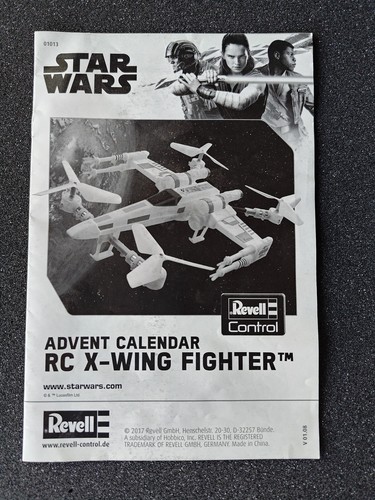 01013
STAR
WARS
Revell
Control
ADVENT CALENDAR
RC X-WING FIGHTER™
www.starwars.com
© & ™ Lucasfilm Ltd.
Revell
www.revell-control.de
© 2017 Revell GmbH, Henschelstr. 20-30, D-32257 Bünde.
A subsidiary of Hobbico, Inc. REVELL IS THE REGISTERED
TRADEMARK OF REVELL GMBH, GERMANY. Made in China.
V 01.08